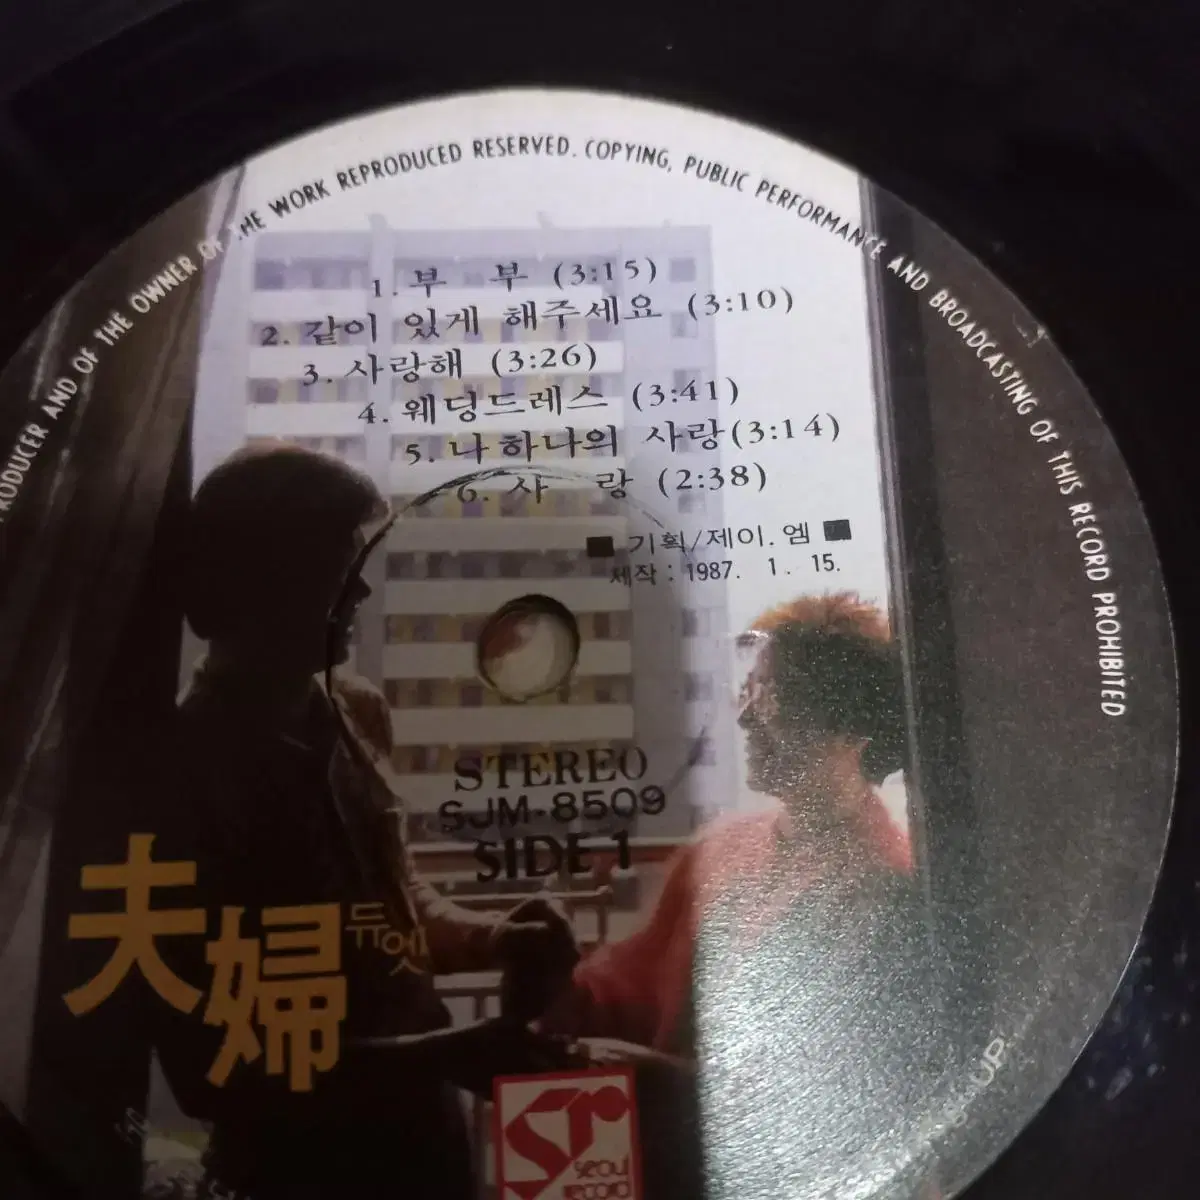 PRODUCER AND OF THE OWNER OF THE WORK REPRODUCED RESERVED. COPYING, PUBLIC PERFORMANCE AND BROADCASTING OF THIS RECORD PROHIBITED
1. 부 부 (3:15)
2. 같이 있게 해주세요 (3:10)
3. 사랑해 (3:26)
4. 웨딩드레스 (3:41)
5. 나 하나의 사랑(3:14)
6. 사 랑 (2:38)
■ 기획/제이.엠 ■
제작 : 1987. 1. 15.
STEREO
SJM-8509
SIDE 1
夫婦 듀엣
seoul
record